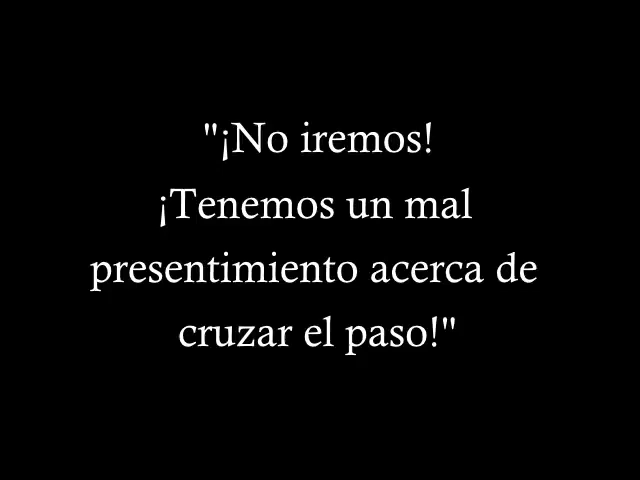 "¡No iremos!
¡Tenemos un mal
presentimiento acerca de
cruzar el paso!"